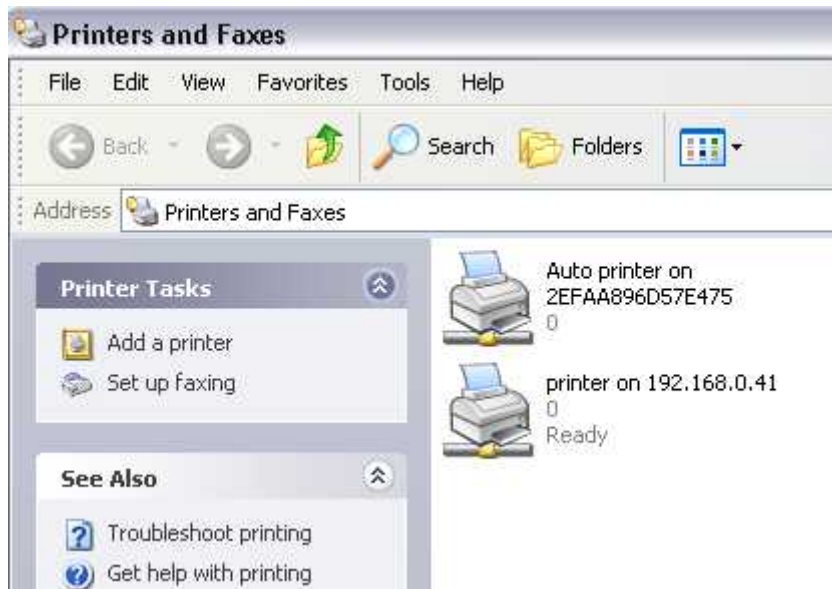 Printers and Faxes
File Edit View Favorites Tools Help
Back Search Folders
Address Printers and Faxes
Printer Tasks
Add a printer
Set up faxing
See Also
Troubleshoot printing
Get help with printing
Auto printer on
2EFAA896D57E475
0
printer on 192.168.0.41
0
Ready